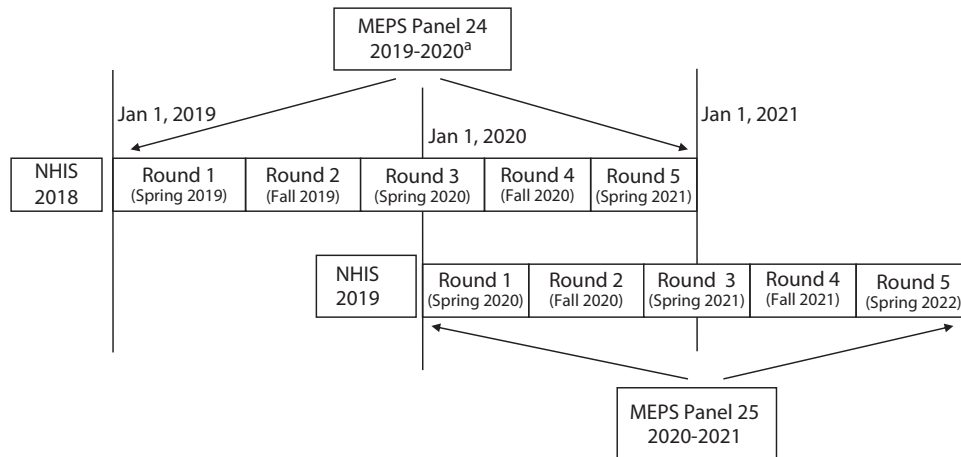 MEPS Panel 24
2019-2020ᵃ
Jan 1, 2019
Jan 1, 2020
Jan 1, 2021
NHIS
2018
Round 1
(Spring 2019)
Round 2
(Fall 2019)
Round 3
(Spring 2020)
Round 4
(Fall 2020)
Round 5
(Spring 2021)
NHIS
2019
Round 1
(Spring 2020)
Round 2
(Fall 2020)
Round 3
(Spring 2021)
Round 4
(Fall 2021)
Round 5
(Spring 2022)
MEPS Panel 25
2020-2021